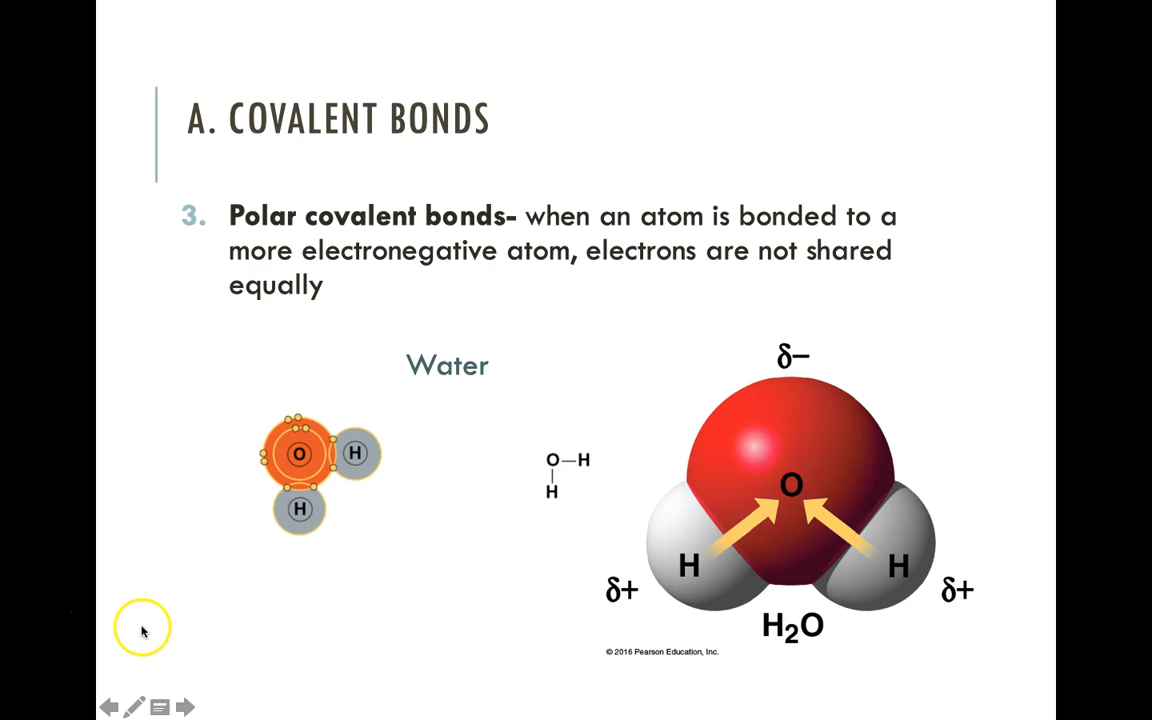 A. COVALENT BONDS
3. Polar covalent bonds- when an atom is bonded to a
more electronegative atom, electrons are not shared
equally
Water
O H
H
O—H
H
δ−
O
H H
δ+ δ+
H₂O
© 2016 Pearson Education, Inc.